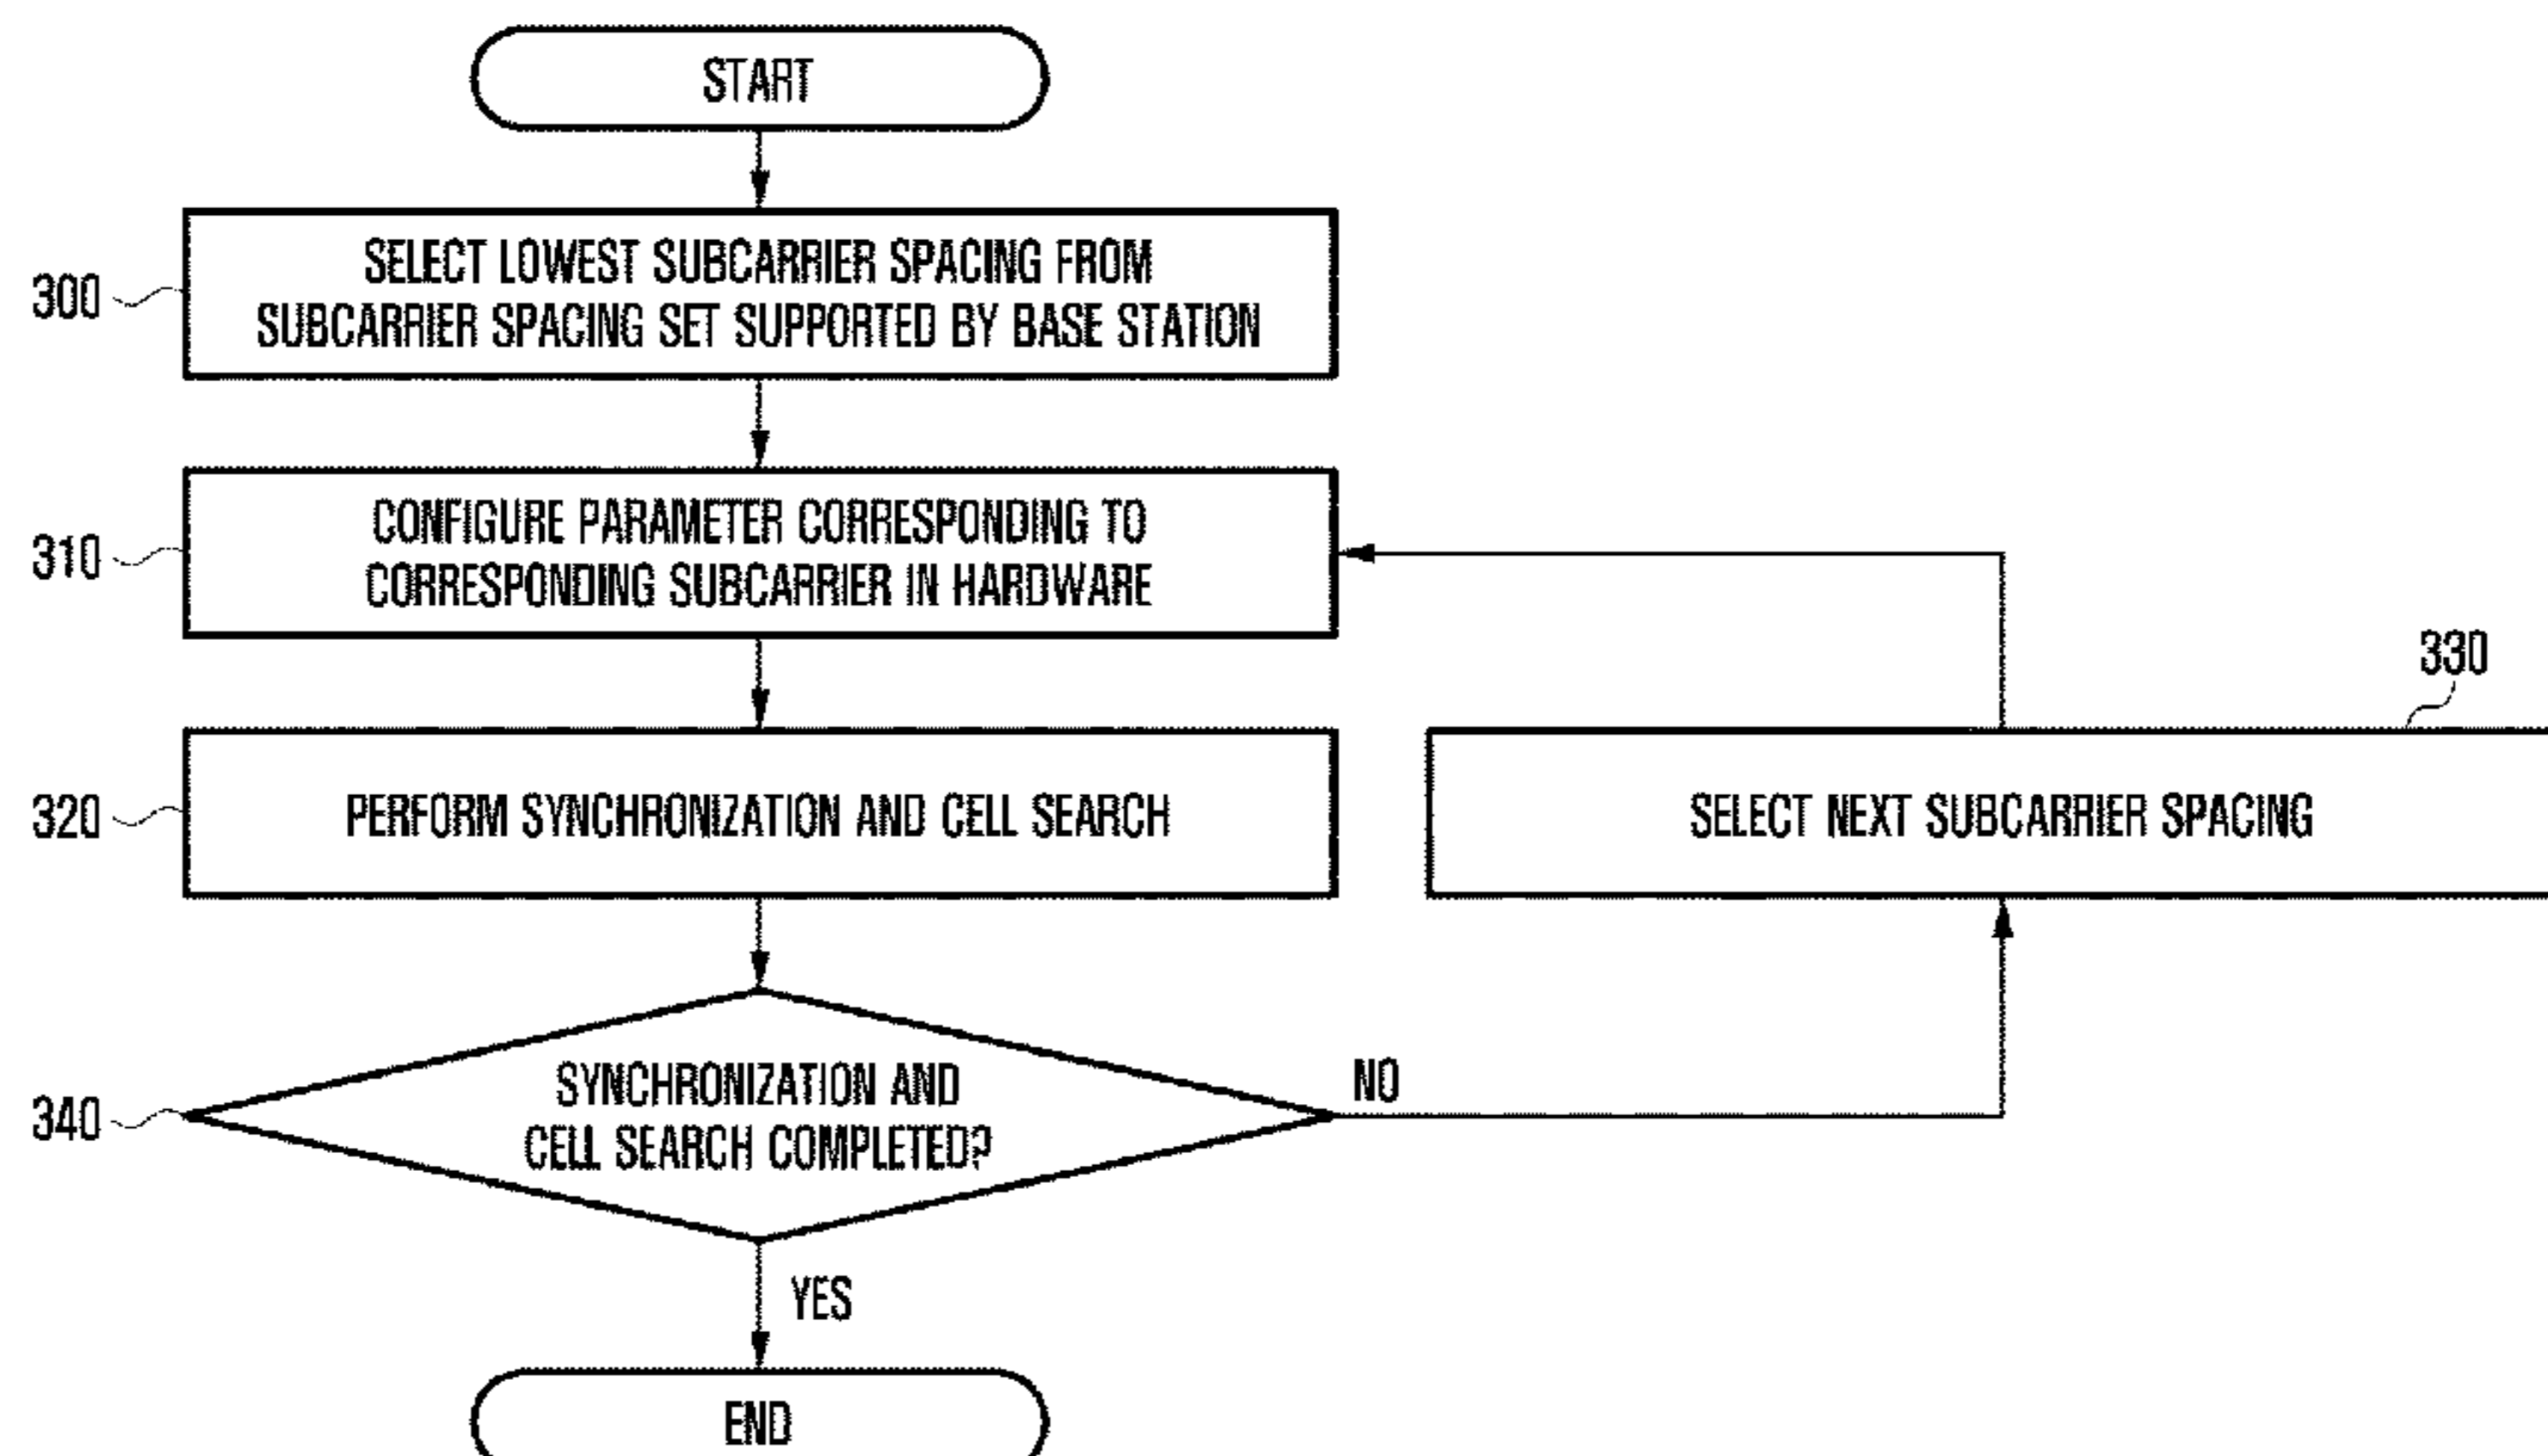 START
300
SELECT LOWEST SUBCARRIER SPACING FROM
SUBCARRIER SPACING SET SUPPORTED BY BASE STATION
310
CONFIGURE PARAMETER CORRESPONDING TO
CORRESPONDING SUBCARRIER IN HARDWARE
330
320
PERFORM SYNCHRONIZATION AND CELL SEARCH
SELECT NEXT SUBCARRIER SPACING
340
SYNCHRONIZATION AND
CELL SEARCH COMPLETED?
NO
YES
END